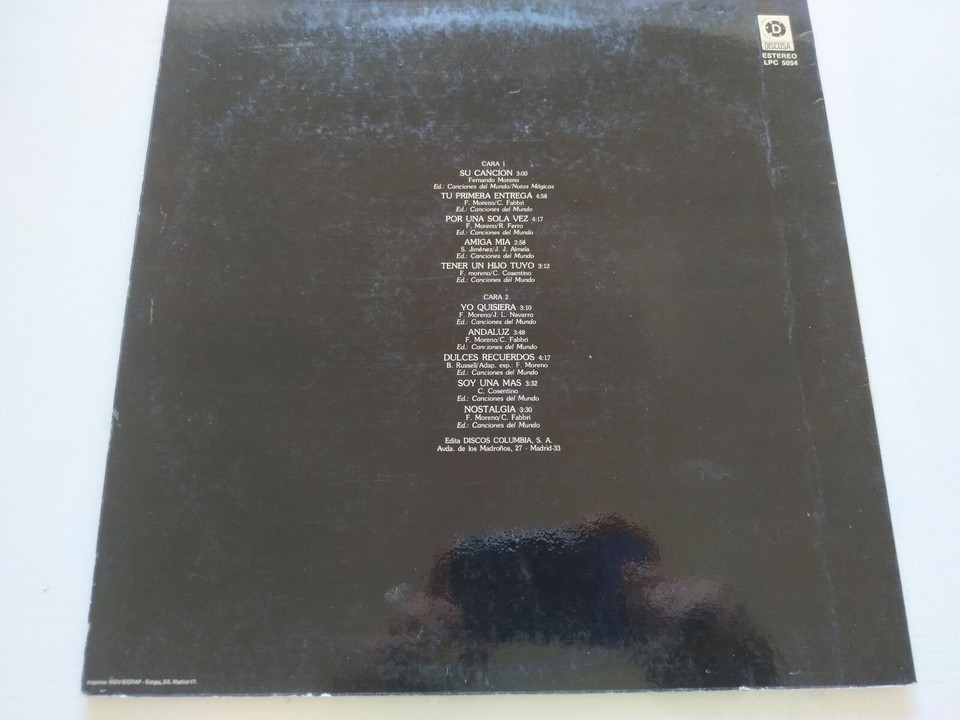 D
DISCOSA
ESTEREO
LPC 5054
CARA 1
SU CANCION 3:00
Fernando Moreno
Ed.: Canciones del Mundo/Notas Mágicas
TU PRIMERA ENTREGA 4:58
F. Moreno/C. Fabbri
Ed.: Canciones del Mundo
POR UNA SOLA VEZ 4:17
F. Moreno/R. Ferro
Ed.: Canciones del Mundo
AMIGA MIA 2:58
S. Jiménez/J. J. Almela
Ed.: Canciones del Mundo
TENER UN HIJO TUYO 3:12
F. moreno/C. Cosentino
Ed.: Canciones del Mundo
CARA 2
YO QUISIERA 3:10
F. Moreno/J. L. Navarro
Ed.: Canciones del Mundo
ANDALUZ 3:48
F. Moreno/C. Fabbri
Ed.: Canciones del Mundo
DULCES RECUERDOS 4:17
B. Russell/Adap. esp.: F. Moreno
Ed.: Canciones del Mundo
SOY UNA MAS 3:32
C. Cosentino
Ed.: Canciones del Mundo
NOSTALGIA 3:30
F. Moreno/C. Fabbri
Ed.: Canciones del Mundo
Edita DISCOS COLUMBIA, S. A.
Avda. de los Madroños, 27 - Madrid-33
Imprime MOVIEGRAF - Madrid-17.